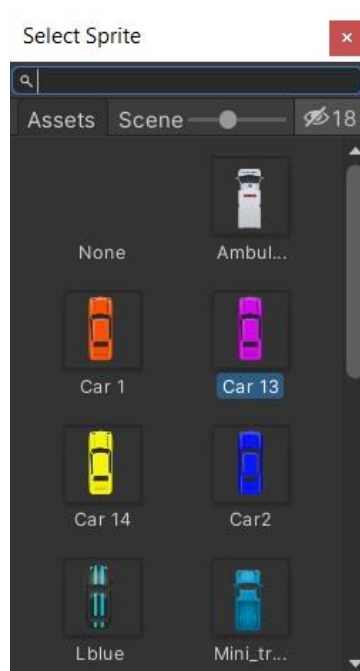 Select Sprite
Assets Scene 18
None Ambul...
Car 1 Car 13
Car 14 Car2
Lblue Mini_tr...